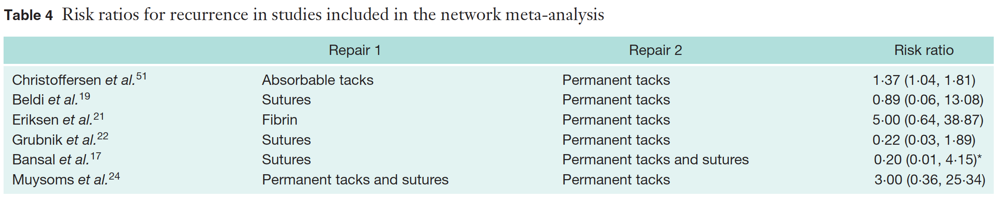 Table 4 Risk ratios for recurrence in studies included in the network meta-analysis
Repair 1 Repair 2 Risk ratio
Christoffersen et al.51 Absorbable tacks Permanent tacks 1·37 (1·04, 1·81)
Beldi et al.19 Sutures Permanent tacks 0·89 (0·06, 13·08)
Eriksen et al.21 Fibrin Permanent tacks 5·00 (0·64, 38·87)
Grubnik et al.22 Sutures Permanent tacks 0·22 (0·03, 1·89)
Bansal et al.17 Sutures Permanent tacks and sutures 0·20 (0·01, 4·15)*
Muysoms et al.24 Permanent tacks and sutures Permanent tacks 3·00 (0·36, 25·34)